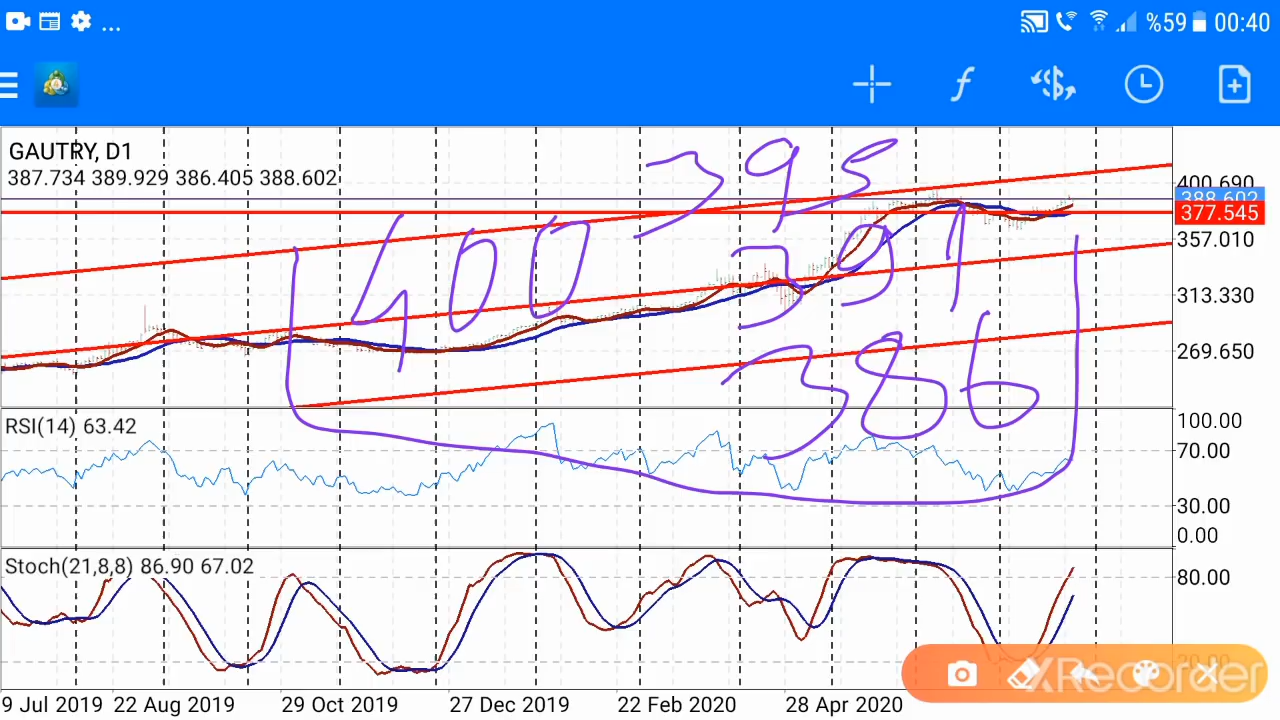 ... %59 00:40
GAUTRY, D1
387.734 389.929 386.405 388.602
395
400.690
388.602
377.545
400
391
357.010
313.330
386
269.650
RSI(14) 63.42
100.00
70.00
30.00
0.00
Stoch(21,8,8) 86.90 67.02
80.00
20.00
XRecorder
9 Jul 2019 22 Aug 2019 29 Oct 2019 27 Dec 2019 22 Feb 2020 28 Apr 2020